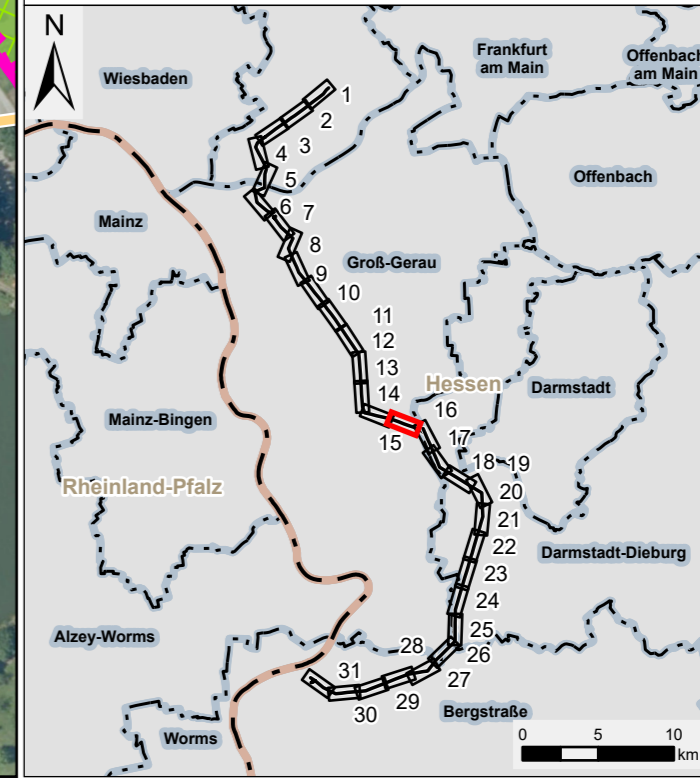 N
Wiesbaden
Frankfurt
am Main
Offenbach
am Main
1
2
3
4
Offenbach
5
6
7
Mainz
8
Groß-Gerau
9
10
11
12
13
Hessen
Darmstadt
14
16
Mainz-Bingen
15
17
18
19
Rheinland-Pfalz
20
21
22
Darmstadt-Dieburg
23
24
25
Alzey-Worms
28
26
31
27
29
30
Bergstraße
Worms
0
5
10
km